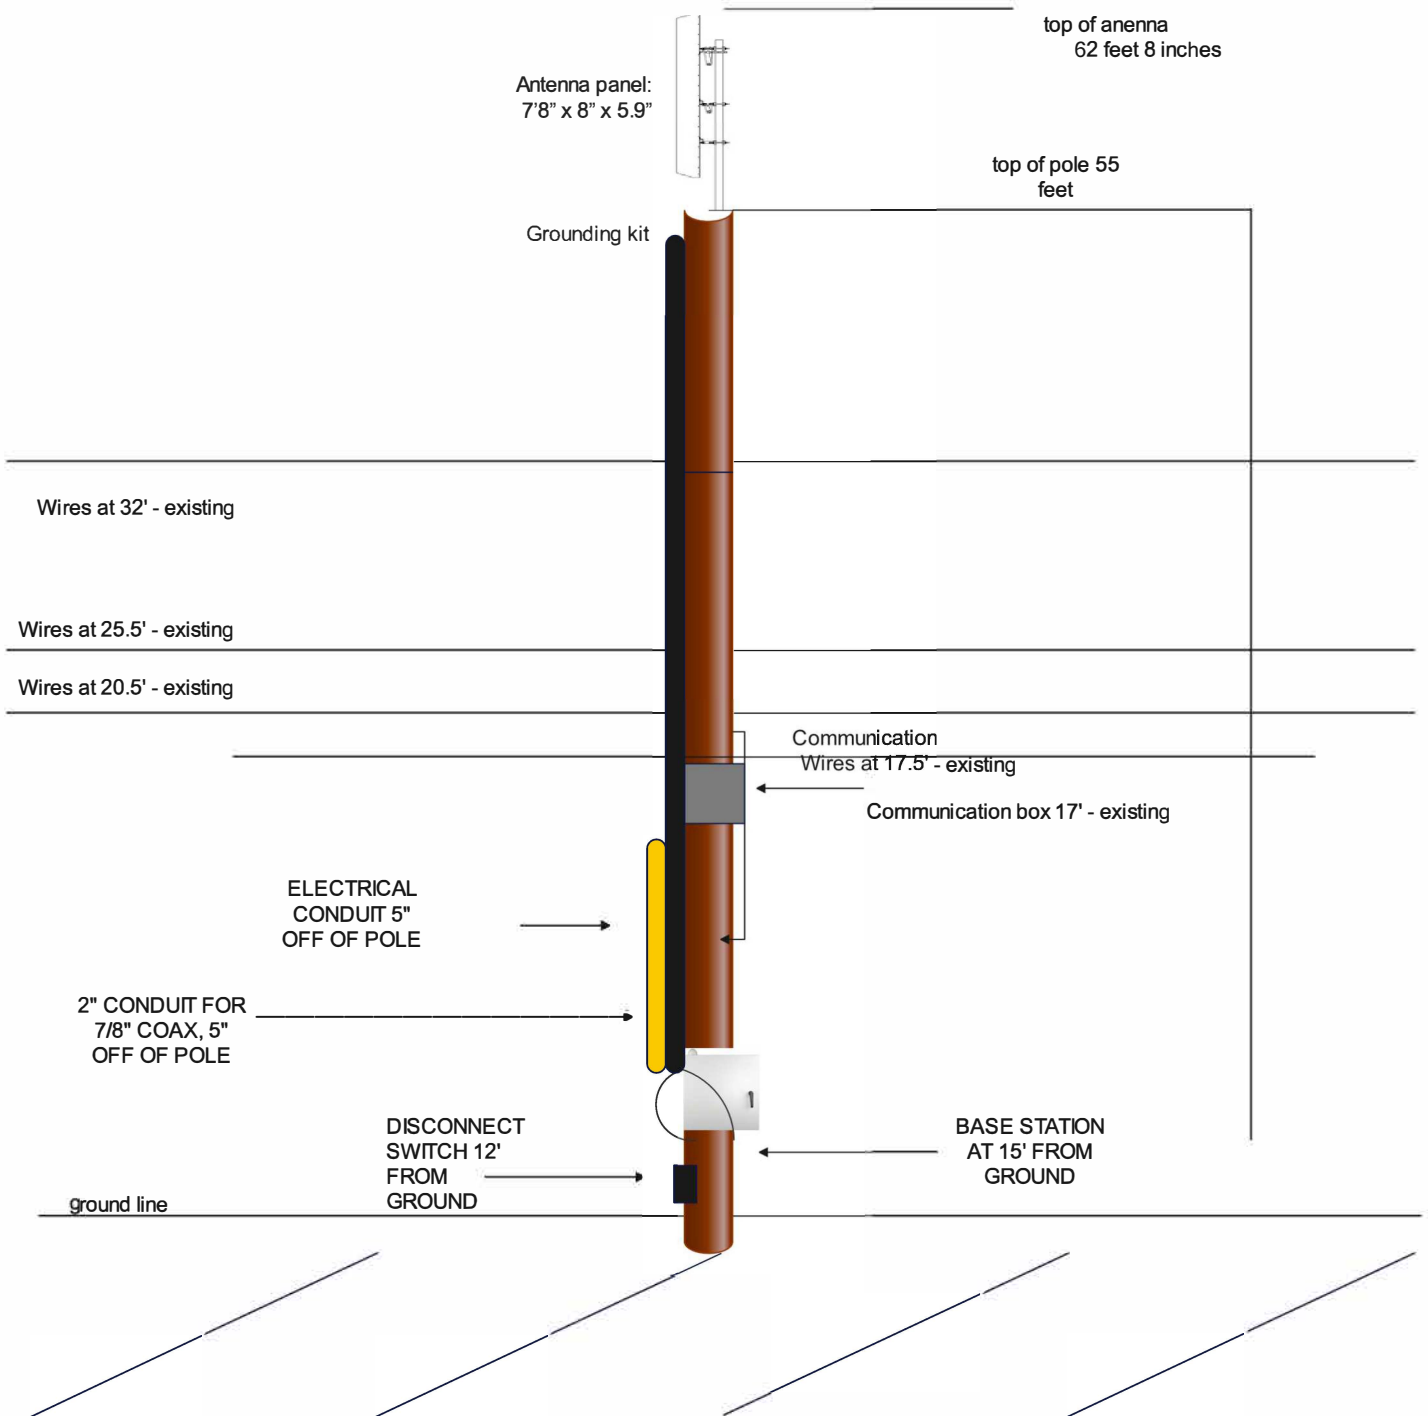 top of anenna
62 feet 8 inches
Antenna panel:
7'8” x 8” x 5.9”
top of pole 55
feet
Grounding kit
Wires at 32' - existing
Wires at 25.5' - existing
Wires at 20.5' - existing
Communication
Wires at 17.5' - existing
Communication box 17' - existing
ELECTRICAL
CONDUIT 5"
OFF OF POLE
2" CONDUIT FOR
7/8" COAX, 5"
OFF OF POLE
DISCONNECT
SWITCH 12'
FROM
GROUND
BASE STATION
AT 15' FROM
GROUND
ground line